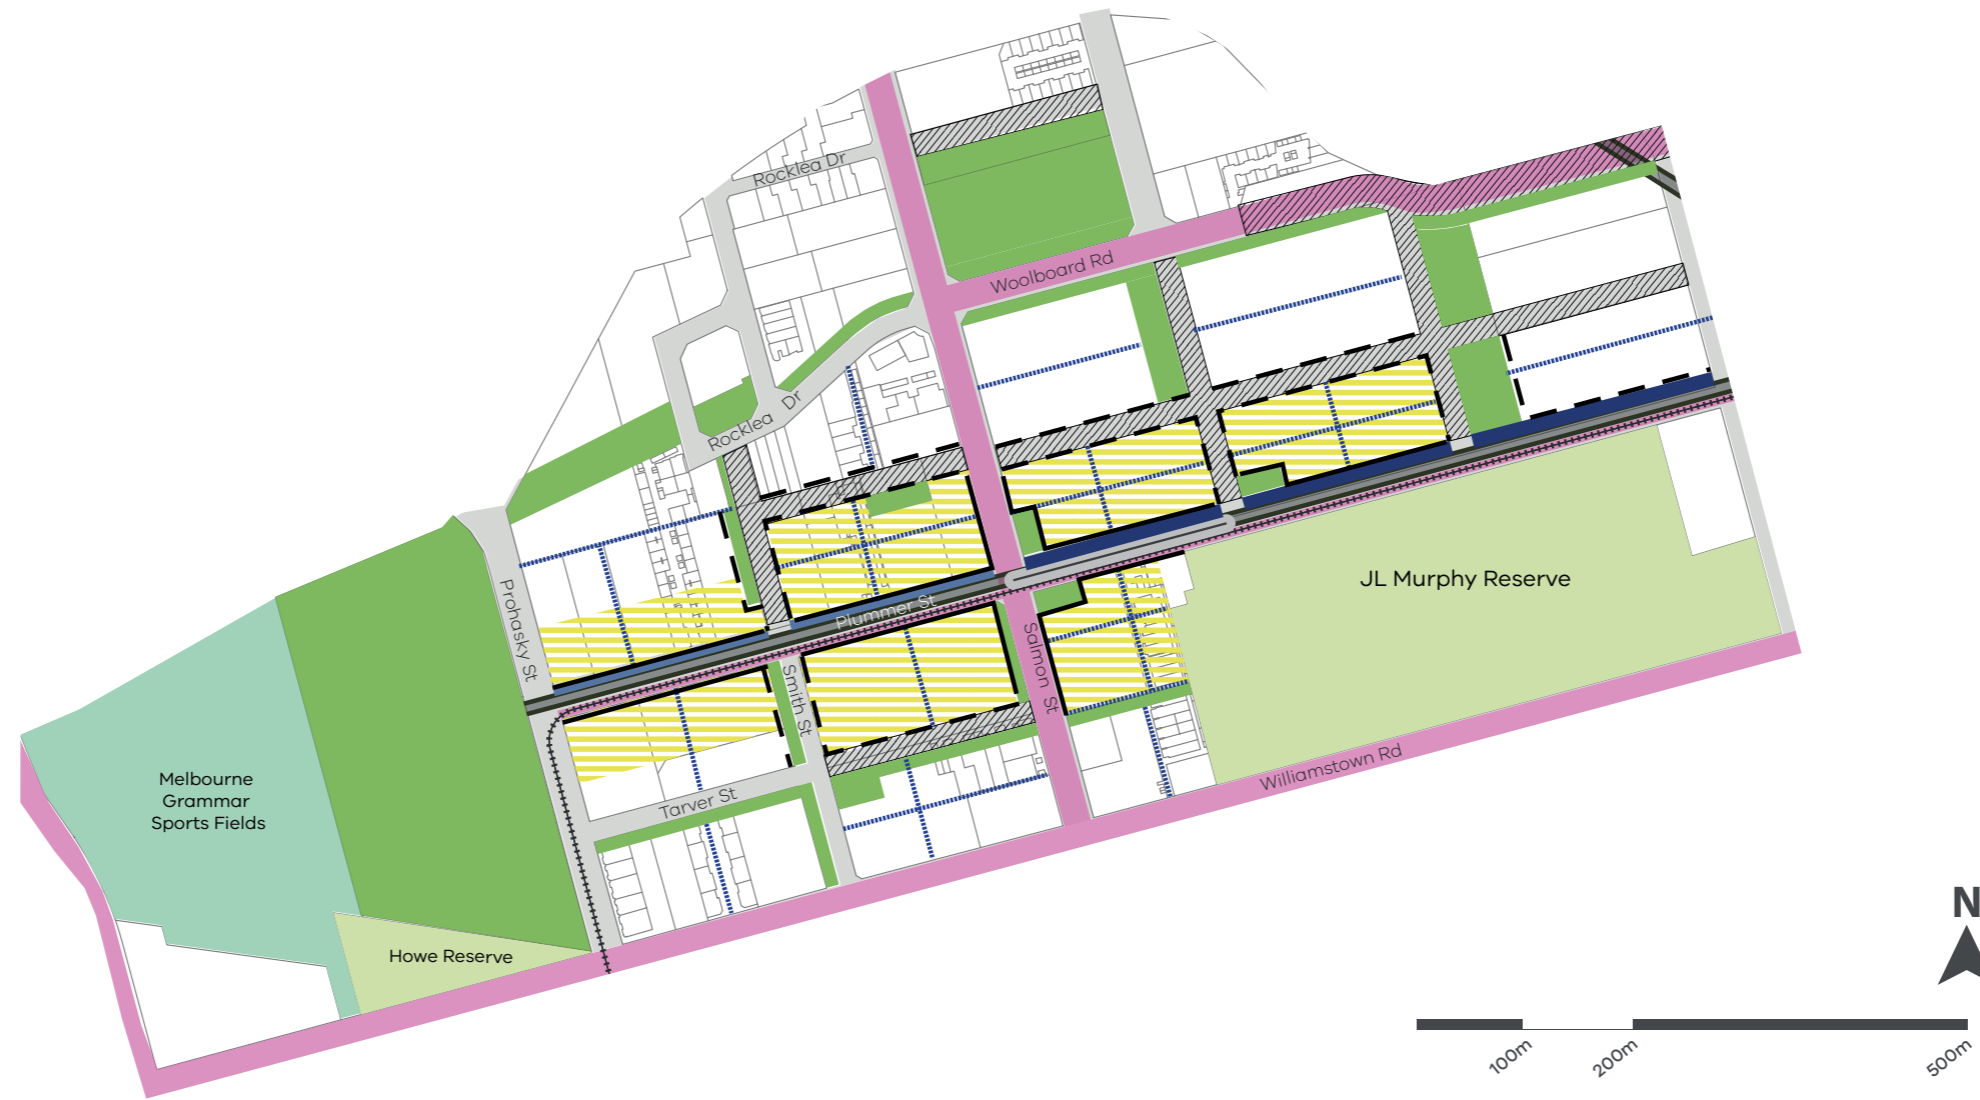 Rocklea Dr
Woolboard Rd
Rocklea Dr
Prohasky St
Plummer St
JL Murphy Reserve
Salmon St
Smith St
Melbourne
Grammar
Sports Fields
Tarver St
Williamstown Rd
Howe Reserve
N
100m
200m
500m